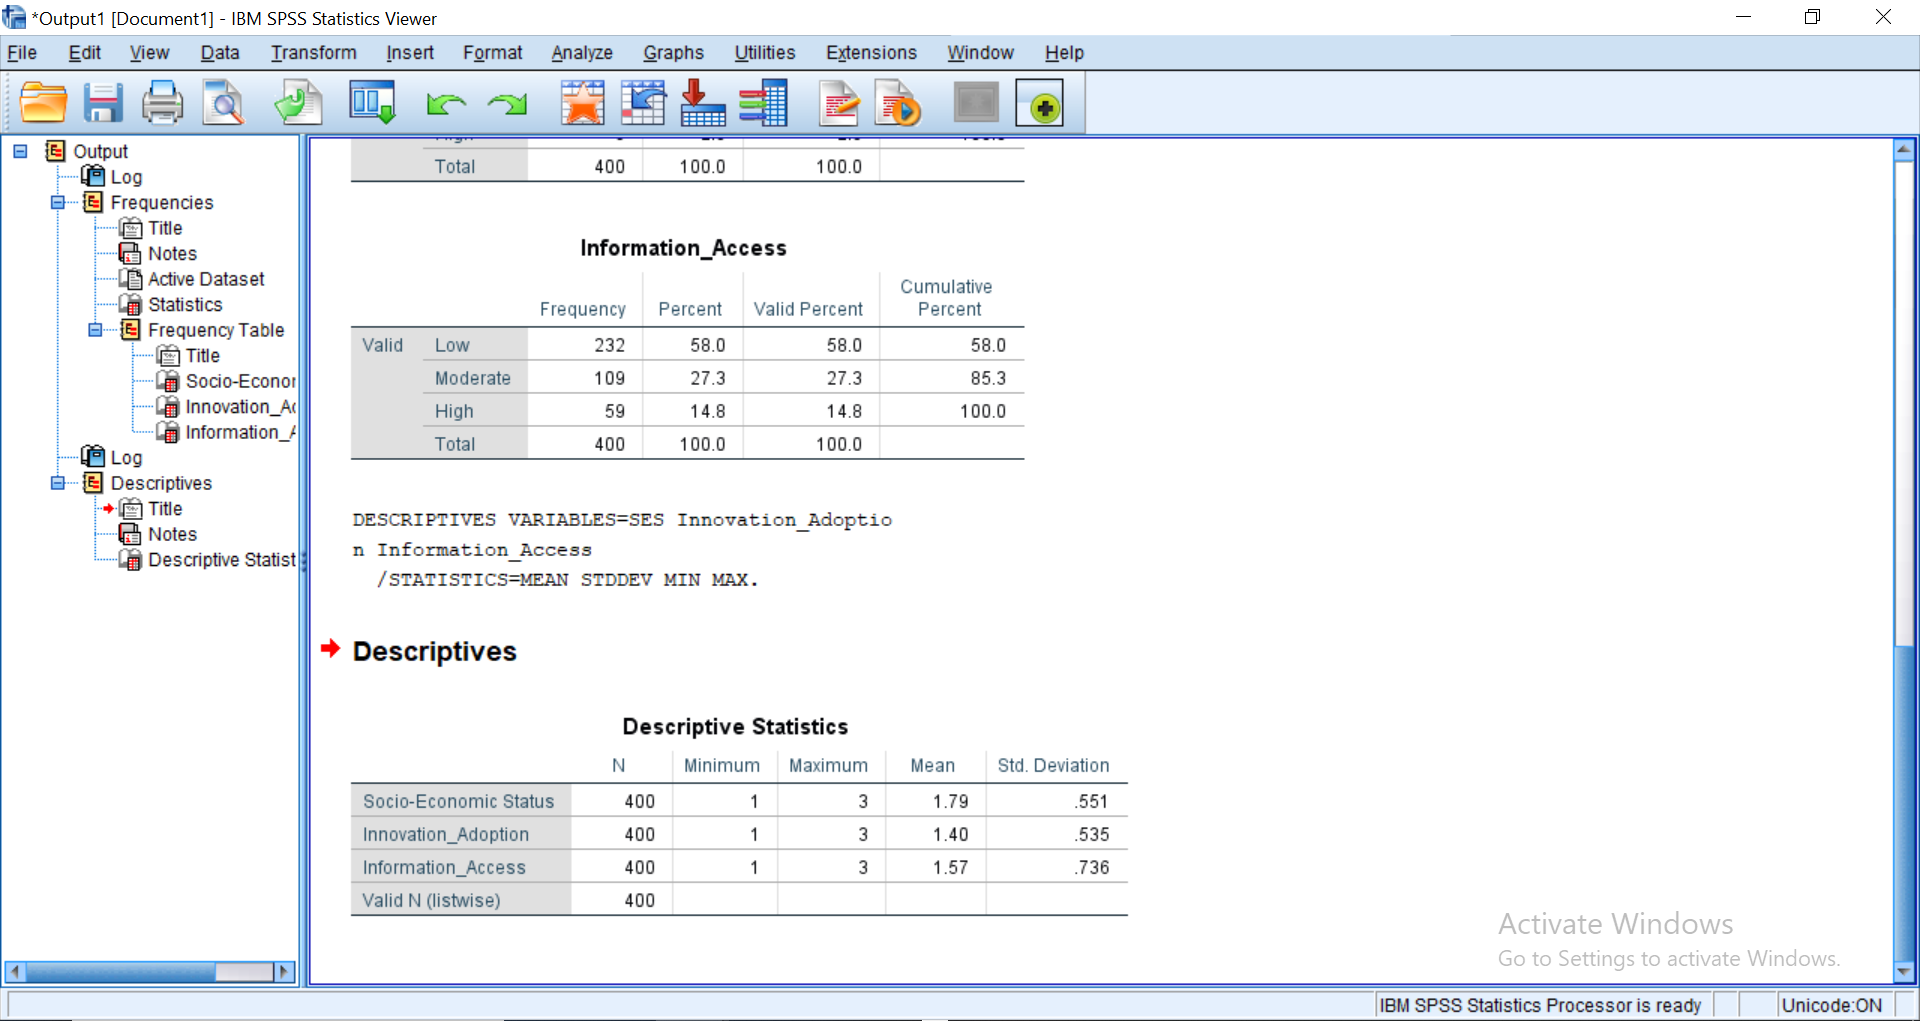 *Output1 [Document1] - IBM SPSS Statistics Viewer
File Edit View Data Transform Insert Format Analyze Graphs Utilities Extensions Window Help
Output
Log
Frequencies
Title
Notes
Active Dataset
Statistics
Frequency Table
Title
Socio-Econor
Innovation_A
Information_
Log
Descriptives
Title
Notes
Descriptive Statist
Total 400 100.0 100.0
Information_Access
Frequency Percent Valid Percent Cumulative Percent
Valid Low 232 58.0 58.0 58.0
Moderate 109 27.3 27.3 85.3
High 59 14.8 14.8 100.0
Total 400 100.0 100.0
DESCRIPTIVES VARIABLES=SES Innovation_Adoptio
n Information_Access
/STATISTICS=MEAN STDDEV MIN MAX.
Descriptives
Descriptive Statistics
N Minimum Maximum Mean Std. Deviation
Socio-Economic Status 400 1 3 1.79 .551
Innovation_Adoption 400 1 3 1.40 .535
Information_Access 400 1 3 1.57 .736
Valid N (listwise) 400
Activate Windows
Go to Settings to activate Windows.
IBM SPSS Statistics Processor is ready Unicode:ON